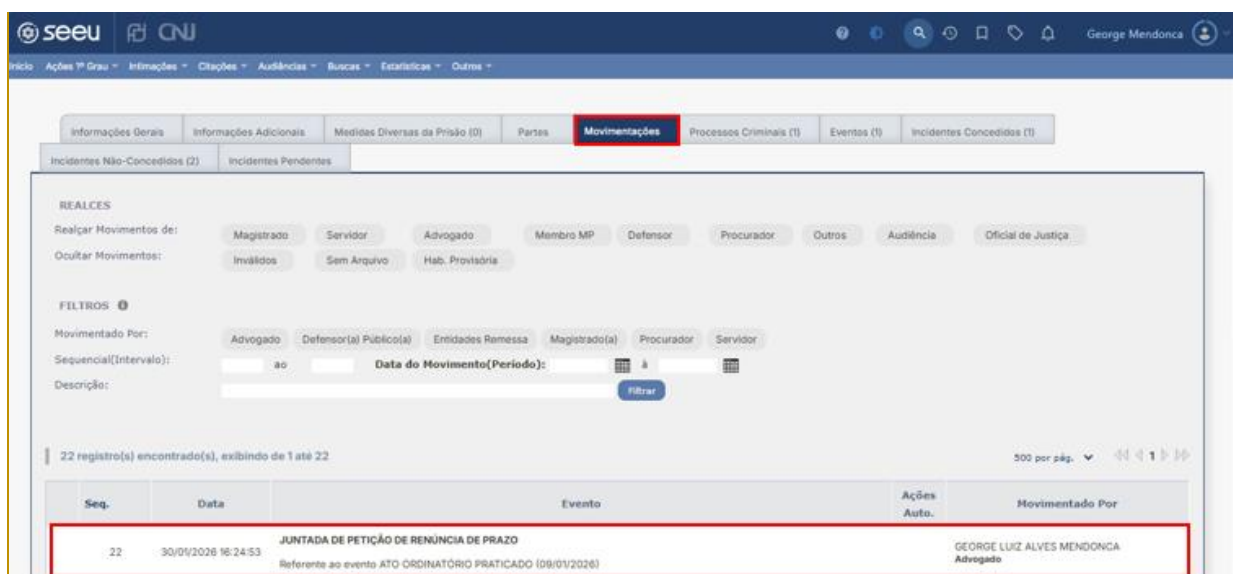 seeu CNJ George Mendonca
Início Ações 1º Grau Intimações Citações Audiências Buscas Estatísticas Outros
Informações Gerais Informações Adicionais Medidas Diversas da Prisão (0) Partes Movimentações Processos Criminais (1) Eventos (1) Incidentes Concedidos (1)
Incidentes Não-Concedidos (2) Incidentes Pendentes
REALCES
Realçar Movimentos de: Magistrado Servidor Advogado Membro MP Defensor Procurador Outros Audiência Oficial de Justiça
Ocultar Movimentos: Inválidos Sem Arquivo Hab. Provisória
FILTROS
Movimentado Por: Advogado Defensor(a) Público(a) Entidades Remessa Magistrado(a) Procurador Servidor
Sequencial(Intervalo): ao Data do Movimento(Período): à
Descrição: Filtrar
22 registro(s) encontrado(s), exibindo de 1 até 22 500 por pág. 1
Seq. Data Evento Ações Auto. Movimentado Por
22 30/01/2026 16:24:53 JUNTADA DE PETIÇÃO DE RENÚNCIA DE PRAZO GEORGE LUIZ ALVES MENDONCA
Referente ao evento ATO ORDINATÓRIO PRATICADO (09/01/2026) Advogado